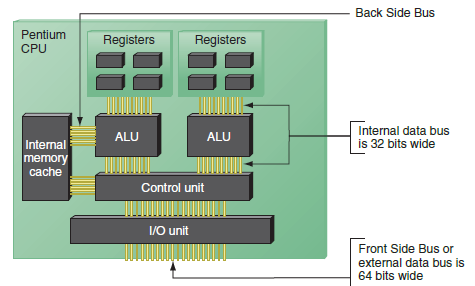 Back Side Bus
Pentium
CPU
Registers
Registers
Internal
memory
cache
ALU
ALU
Internal data bus
is 32 bits wide
Control unit
I/O unit
Front Side Bus or
external data bus is
64 bits wide